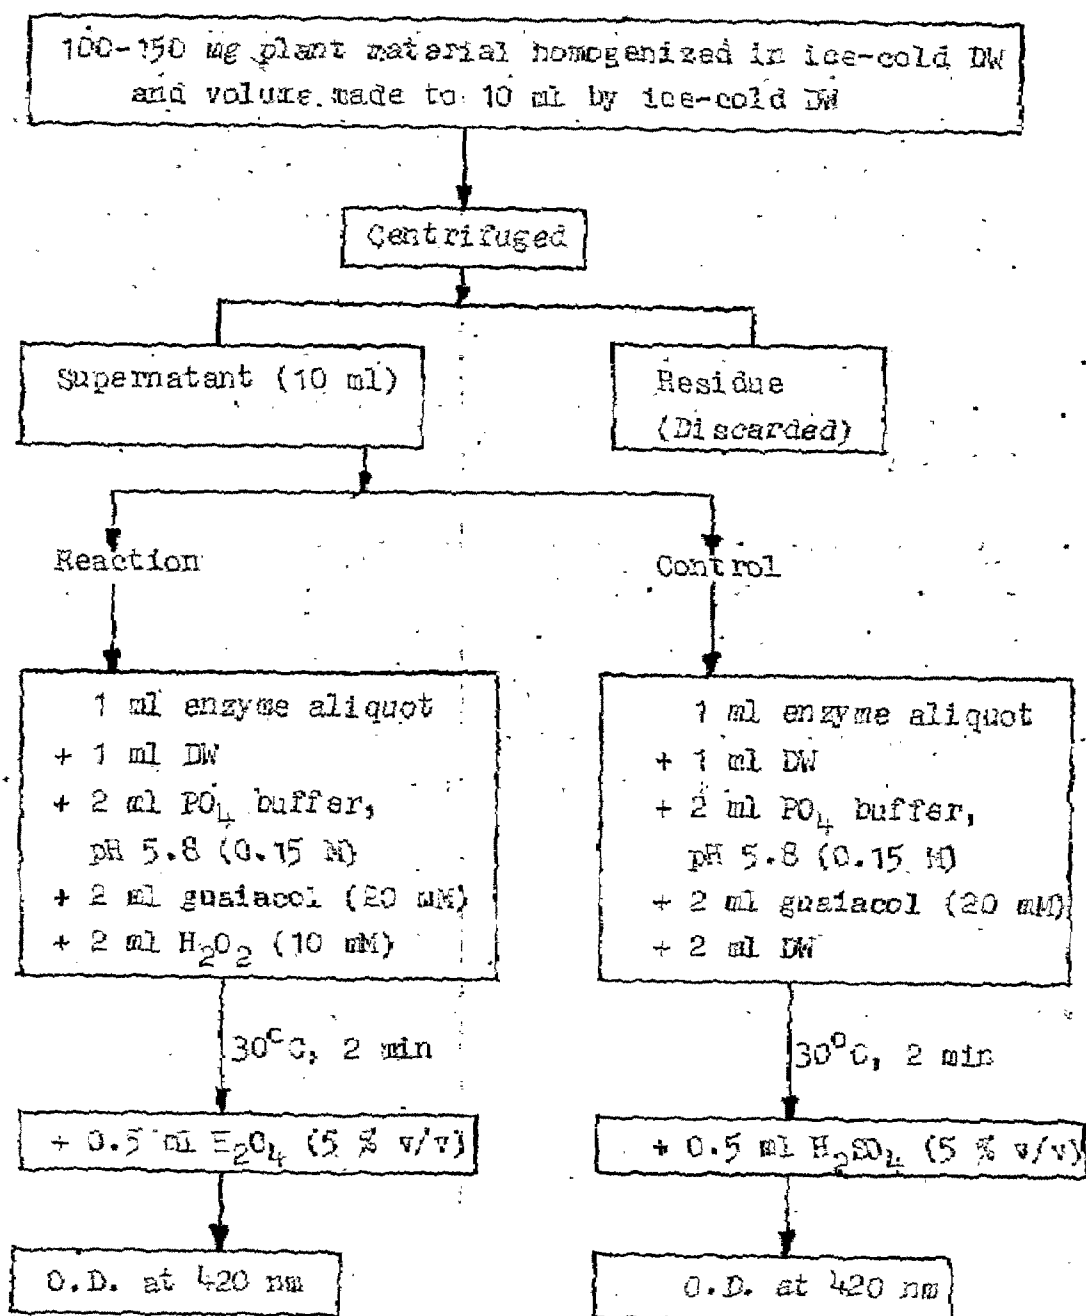 100-150 mg plant material homogenized in ice-cold DW
and volume made to 10 ml by ice-cold DW
Centrifuged
Supernatant (10 ml)
Residue
(Discarded)
Reaction
Control
1 ml enzyme aliquot
+ 1 ml DW
+ 2 ml PO₄ buffer,
pH 5.8 (0.15 M)
+ 2 ml guaiacol (20 mM)
+ 2 ml H₂O₂ (10 mM)
1 ml enzyme aliquot
+ 1 ml DW
+ 2 ml PO₄ buffer,
pH 5.8 (0.15 M)
+ 2 ml guaiacol (20 mM)
+ 2 ml DW
30°C, 2 min
30°C, 2 min
+ 0.5 ml (5 % v/v)
+ 0.5 ml H₂SO₄ (5 % v/v)
O.D. at 420 nm
O.D. at 420 nm